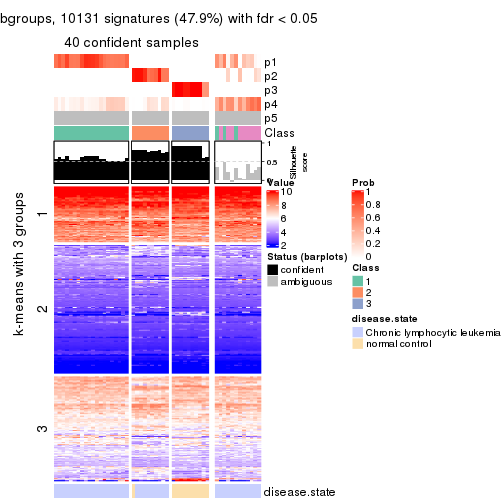 bgroups, 10131 signatures (47.9%) with fdr < 0.05
40 confident samples
p1
p2
p3
p4
p5
Class
1
0.5
0
Silhouette
score
k-means with 3 groups
1
2
3
Value
10
8
6
4
2
Status (barplots)
confident
ambiguous
Prob
1
0.8
0.6
0.4
0.2
0
Class
1
2
3
disease.state
Chronic lymphocytic leukemia
normal control
disease.state